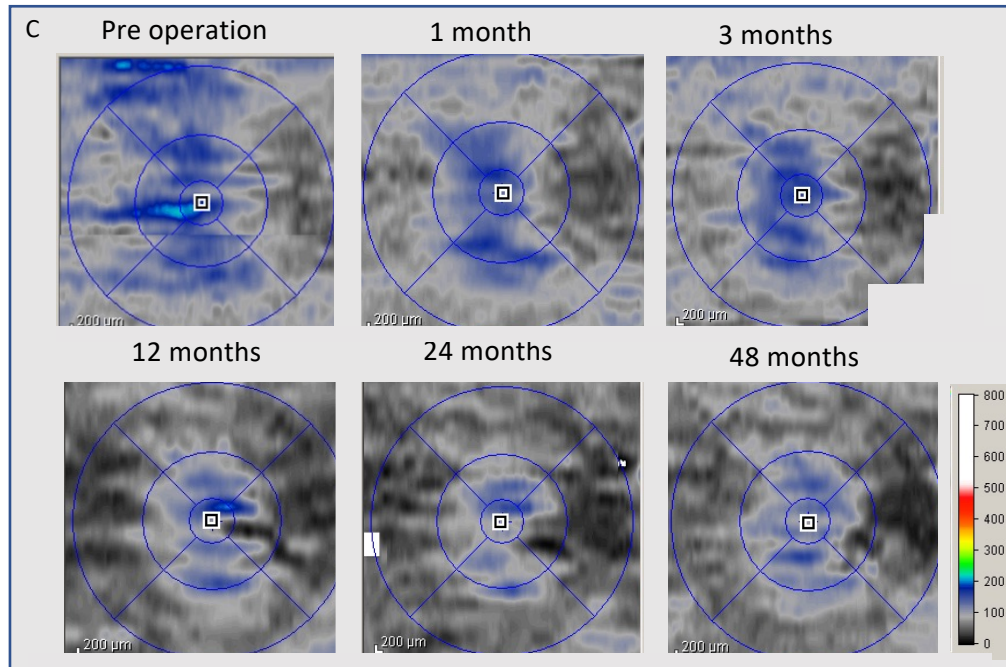 C
Pre operation
1 month
3 months
200 µm
200 µm
200 µm
12 months
24 months
48 months
200 µm
200 µm
200 µm
800
700
600
500
400
300
200
100
0